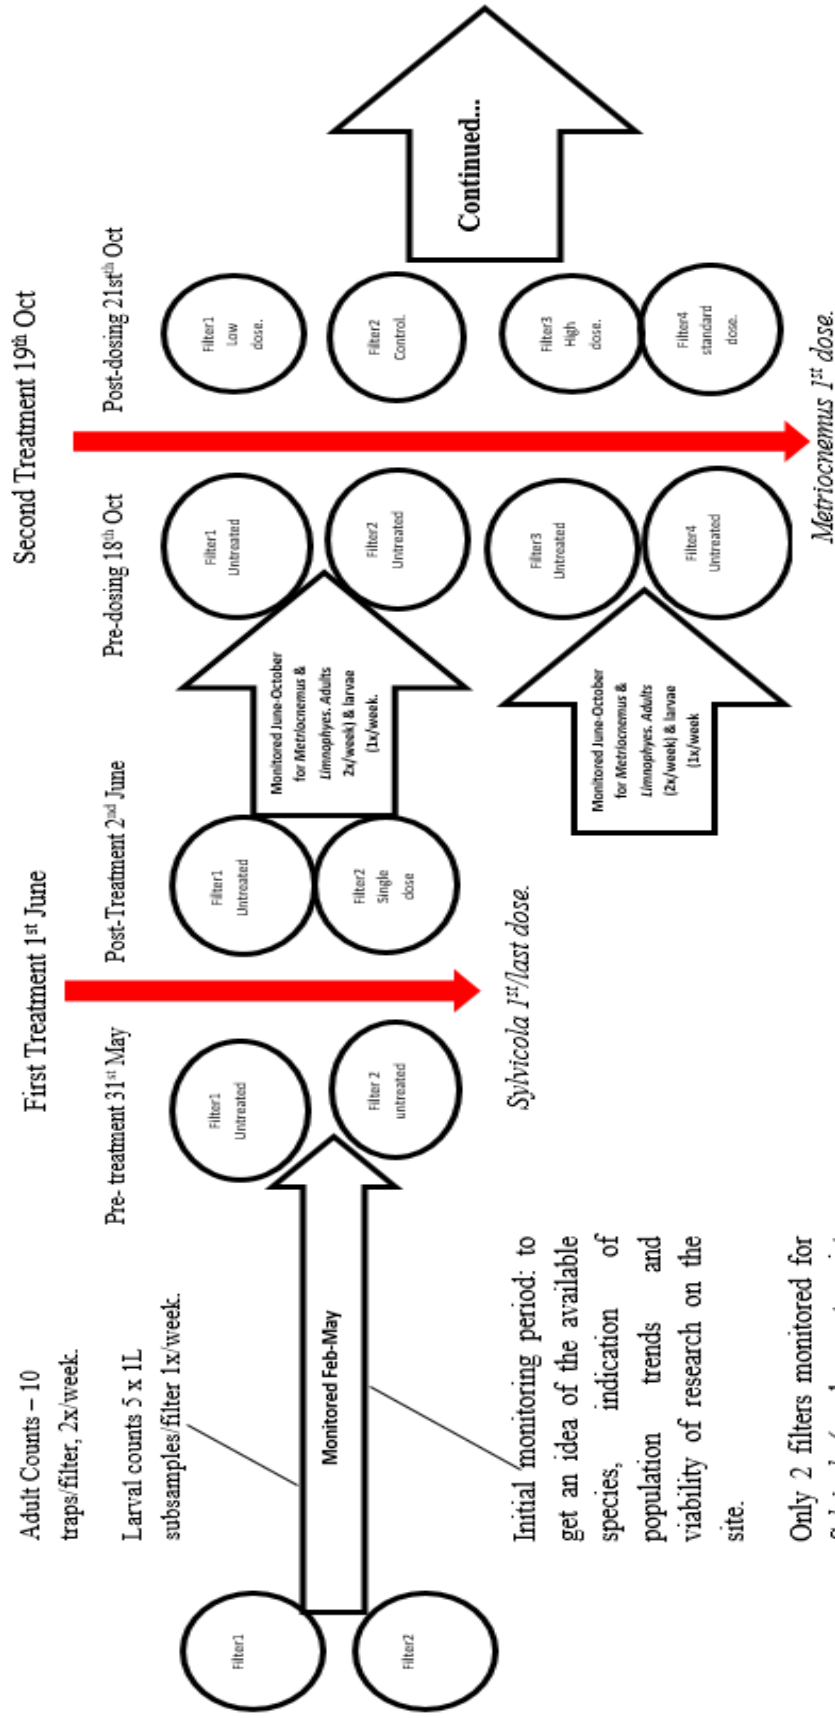 First Treatment 1st June
Second Treatment 19th Oct
Adult Counts – 10
traps/filter, 2x/week.
Larval counts 5 x 1L
subsamples/filter 1x/week.
Pre- treatment 31st May
Post-Treatment 2nd June
Pre-dosing 18th Oct
Post-dosing 21stth Oct
Filter1
Filter2
Monitored Feb-May
Filter1
Untreated
Filter 2
untreated
Filter1
Untreated
Filter2
Single
dose
Monitored June-October
for Metriocnemus &
Limnophyes. Adults
2x/week) & larvae
(1x/week.
Filter1
Untreated
Filter2
Untreated
Filter1
Low
dose.
Filter2
Control.
Continued...
Initial monitoring period: to
get an idea of the available
species, indication of
population trends and
viability of research on the
site.
Sylvicola 1st/last dose.
Monitored June-October
for Metriocnemus &
Limnophyes. Adults
(2x/week) & larvae
(1x/week
Filter3
Untreated
Filter4
Untreated
Filter3
High
dose.
Filter4
standard
dose.
Only 2 filters monitored for
Metriocnemus 1st dose.